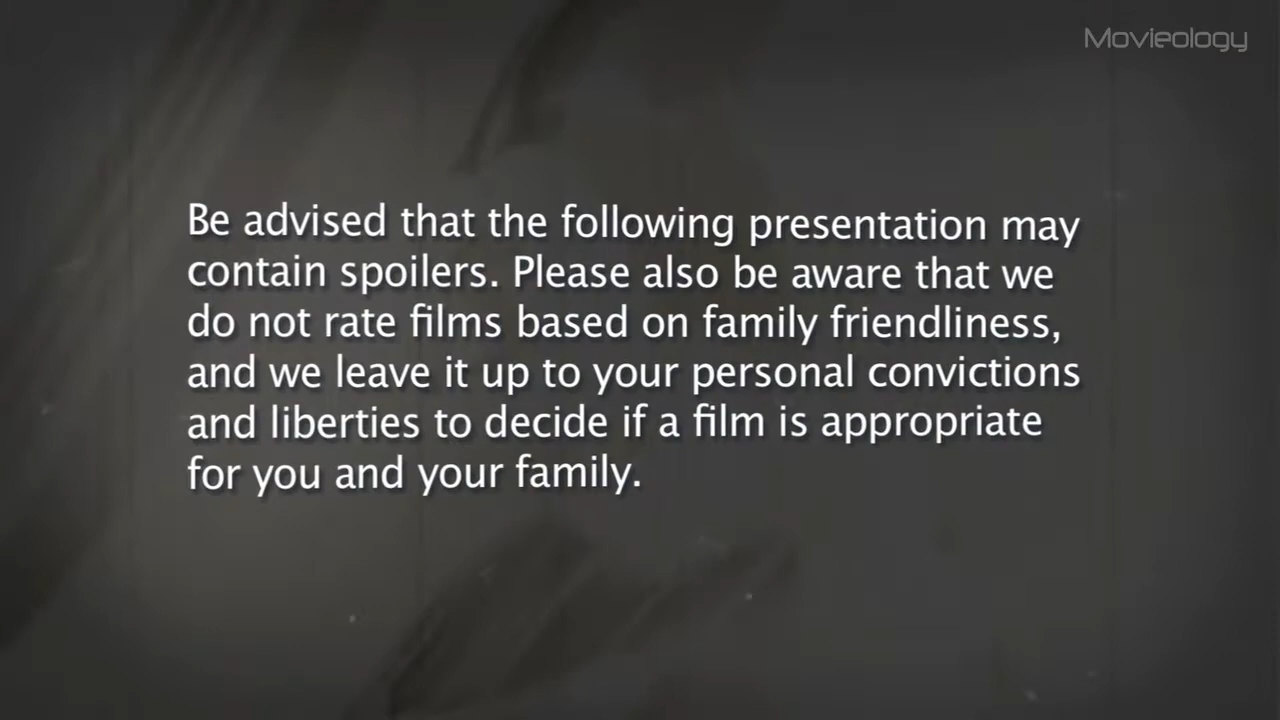 Movieology
Be advised that the following presentation may
contain spoilers. Please also be aware that we
do not rate films based on family friendliness,
and we leave it up to your personal convictions
and liberties to decide if a film is appropriate
for you and your family.